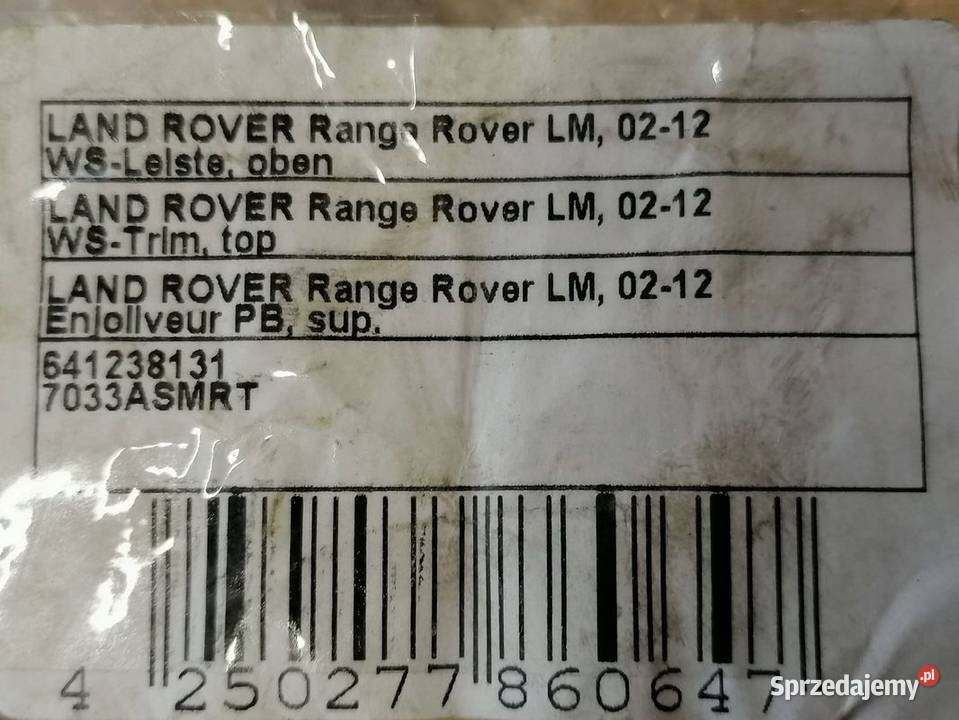 LAND ROVER Range Rover LM, 02-12
WS-Leiste, oben
LAND ROVER Range Rover LM, 02-12
WS-Trim, top
LAND ROVER Range Rover LM, 02-12
Enjoliveur PB, sup.
641238131
7033ASMRT
4 250277 860647
Sprzedajemy.pl